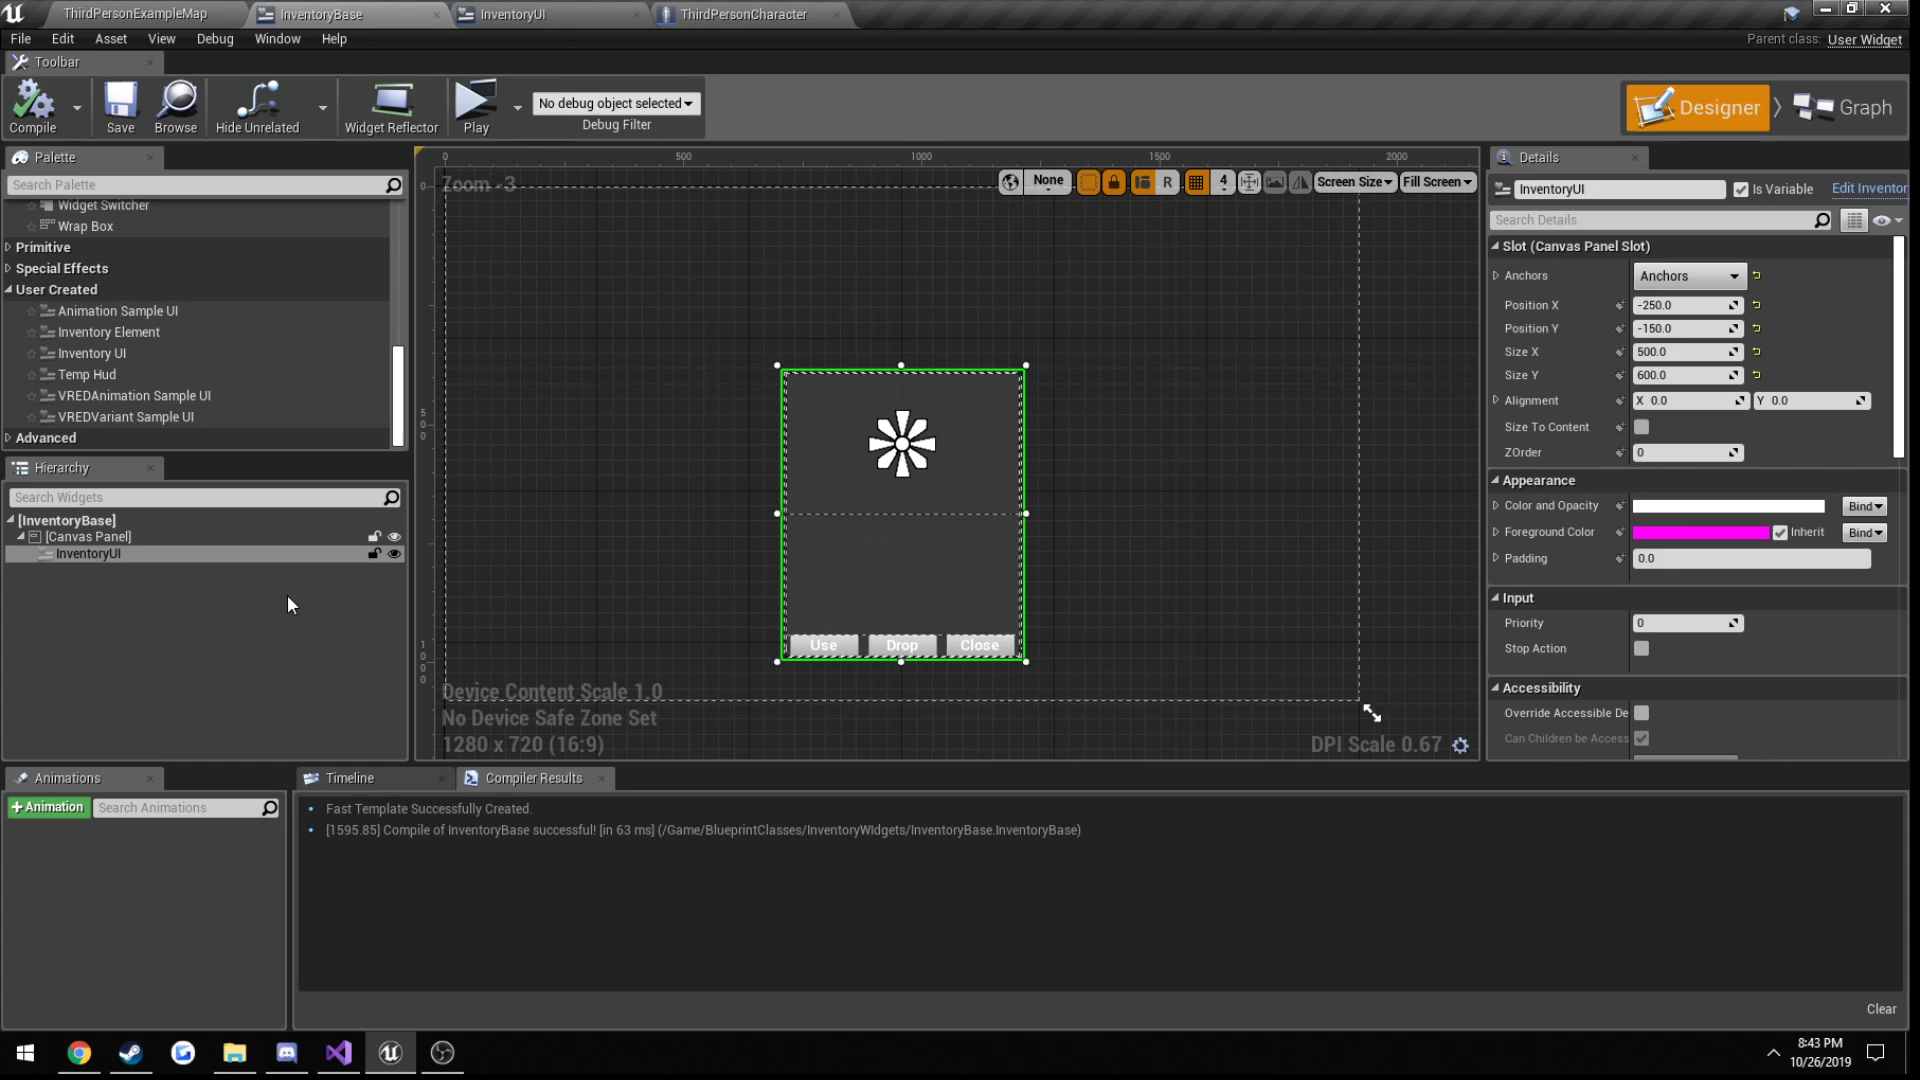 ThirdPersonExampleMap
InventoryBase
InventoryUI
ThirdPersonCharacter
File Edit Asset View Debug Window Help
Parent class: User Widget
Toolbar
Compile
Save
Browse
Hide Unrelated
Widget Reflector
Play
No debug object selected
Debug Filter
Designer
Graph
Palette
Search Palette
Widget Switcher
Wrap Box
Primitive
Special Effects
User Created
Animation Sample UI
Inventory Element
Inventory UI
Temp Hud
VREDAnimation Sample UI
VREDVariant Sample UI
Advanced
Hierarchy
Search Widgets
[InventoryBase]
[Canvas Panel]
InventoryUI
0 500 1000 1500 2000
0
500
1000
Zoom -3
None
R
4
Screen Size
Fill Screen
Use
Drop
Close
Device Content Scale 1.0
No Device Safe Zone Set
1280 x 720 (16:9)
DPI Scale 0.67
Details
InventoryUI
Is Variable
Edit Inventor
Search Details
Slot (Canvas Panel Slot)
Anchors Anchors
Position X -250.0
Position Y -150.0
Size X 500.0
Size Y 600.0
Alignment X 0.0 Y 0.0
Size To Content
ZOrder 0
Appearance
Color and Opacity Bind
Foreground Color Inherit Bind
Padding 0.0
Input
Priority 0
Stop Action
Accessibility
Override Accessible De
Can Children be Access
Animations
+Animation
Search Animations
Timeline
Compiler Results
Fast Template Successfully Created.
[1595.85] Compile of InventoryBase successful! [in 63 ms] (/Game/BlueprintClasses/InventoryWIdgets/InventoryBase.InventoryBase)
Clear
8:43 PM
10/26/2019